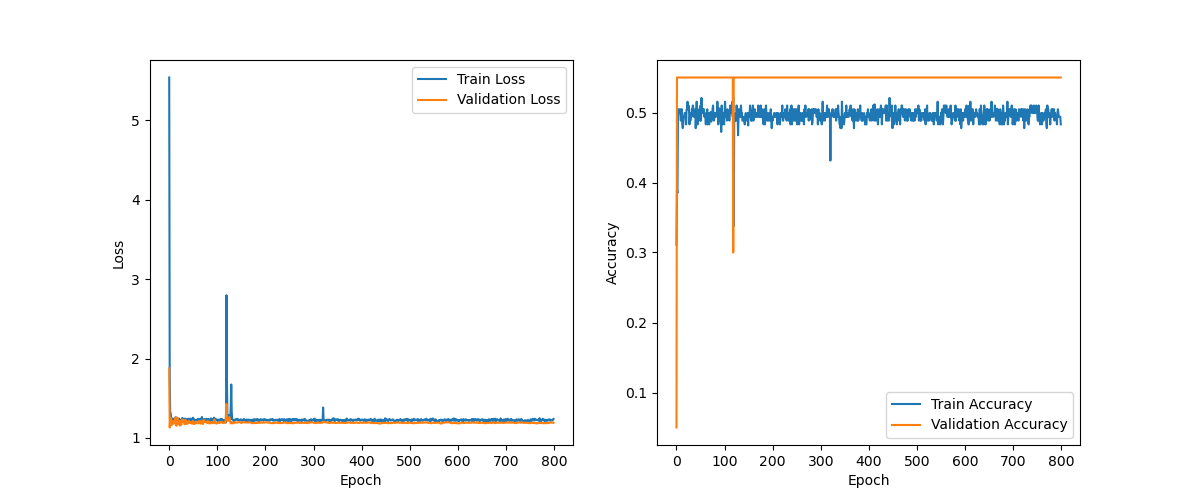 Train Loss
Validation Loss
5
4
3
2
1
Loss
0 100 200 300 400 500 600 700 800
Epoch
0.5
0.4
0.3
0.2
0.1
Accuracy
Train Accuracy
Validation Accuracy
0 100 200 300 400 500 600 700 800
Epoch